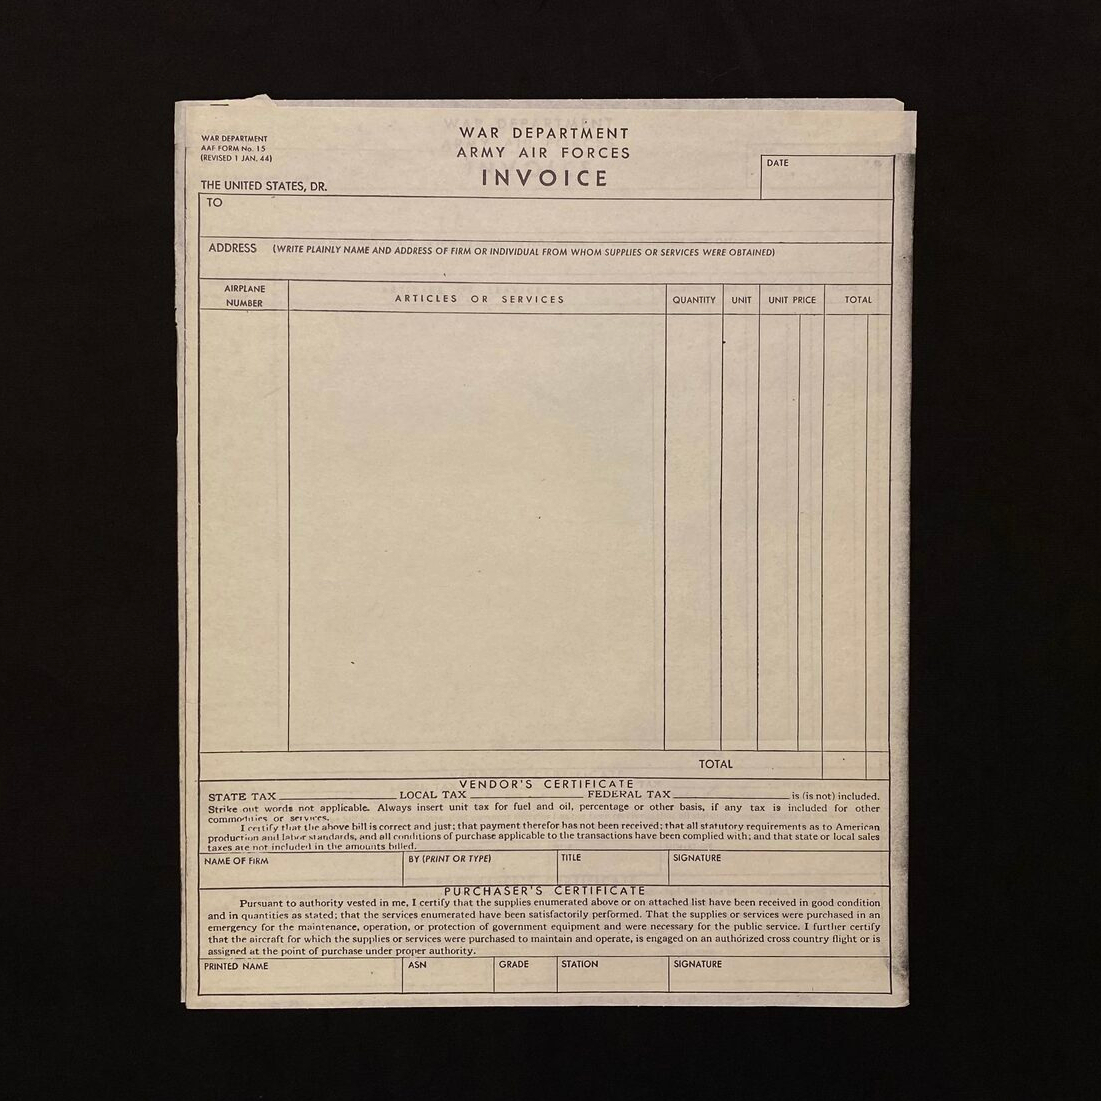 WAR DEPARTMENT
AAF FORM No. 15
(REVISED 1 JAN. 44)
WAR DEPARTMENT
ARMY AIR FORCES
INVOICE
DATE
THE UNITED STATES, DR.
TO
ADDRESS (WRITE PLAINLY NAME AND ADDRESS OF FIRM OR INDIVIDUAL FROM WHOM SUPPLIES OR SERVICES WERE OBTAINED)
AIRPLANE
NUMBER
ARTICLES OR SERVICES
QUANTITY
UNIT
UNIT PRICE
TOTAL
TOTAL
VENDOR'S CERTIFICATE
STATE TAX LOCAL TAX FEDERAL TAX is (is not) included.
Strike out words not applicable. Always insert unit tax for fuel and oil, percentage or other basis, if any tax is included for other
commodities or services.
I certify that the above bill is correct and just; that payment therefor has not been received; that all statutory requirements as to American
production and labor standards, and all conditions of purchase applicable to the transactions have been complied with; and that state or local sales
taxes are not included in the amounts billed.
NAME OF FIRM
BY (PRINT OR TYPE)
TITLE
SIGNATURE
PURCHASER'S CERTIFICATE
Pursuant to authority vested in me, I certify that the supplies enumerated above or on attached list have been received in good condition
and in quantities as stated; that the services enumerated have been satisfactorily performed. That the supplies or services were purchased in an
emergency for the maintenance, operation, or protection of government equipment and were necessary for the public service. I further certify
that the aircraft for which the supplies or services were purchased to maintain and operate, is engaged on an authorized cross country flight or is
assigned at the point of purchase under proper authority.
PRINTED NAME
ASN
GRADE
STATION
SIGNATURE